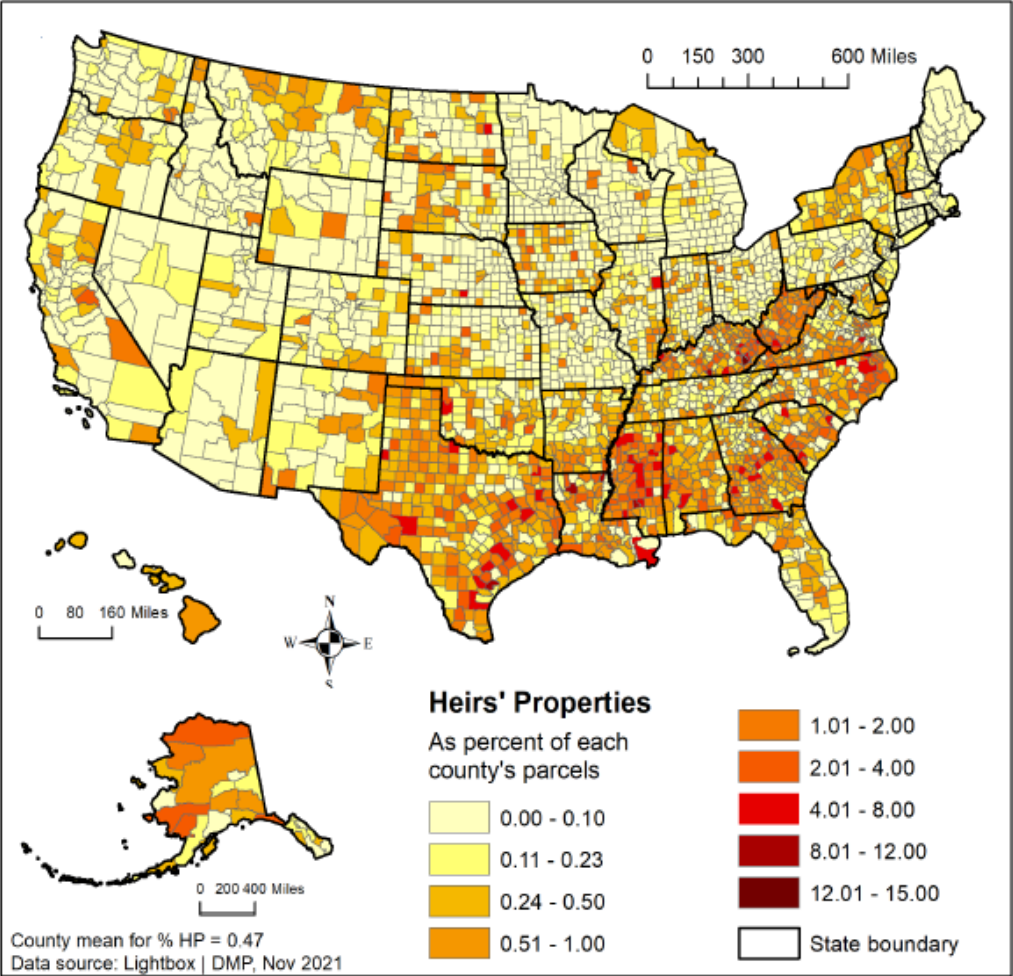 0 150 300 600 Miles
0 80 160 Miles
N
W E
S
Heirs' Properties
As percent of each
county's parcels
0.00 - 0.10
0.11 - 0.23
0.24 - 0.50
0.51 - 1.00
1.01 - 2.00
2.01 - 4.00
4.01 - 8.00
8.01 - 12.00
12.01 - 15.00
State boundary
0 200 400 Miles
County mean for % HP = 0.47
Data source: Lightbox | DMP, Nov 2021